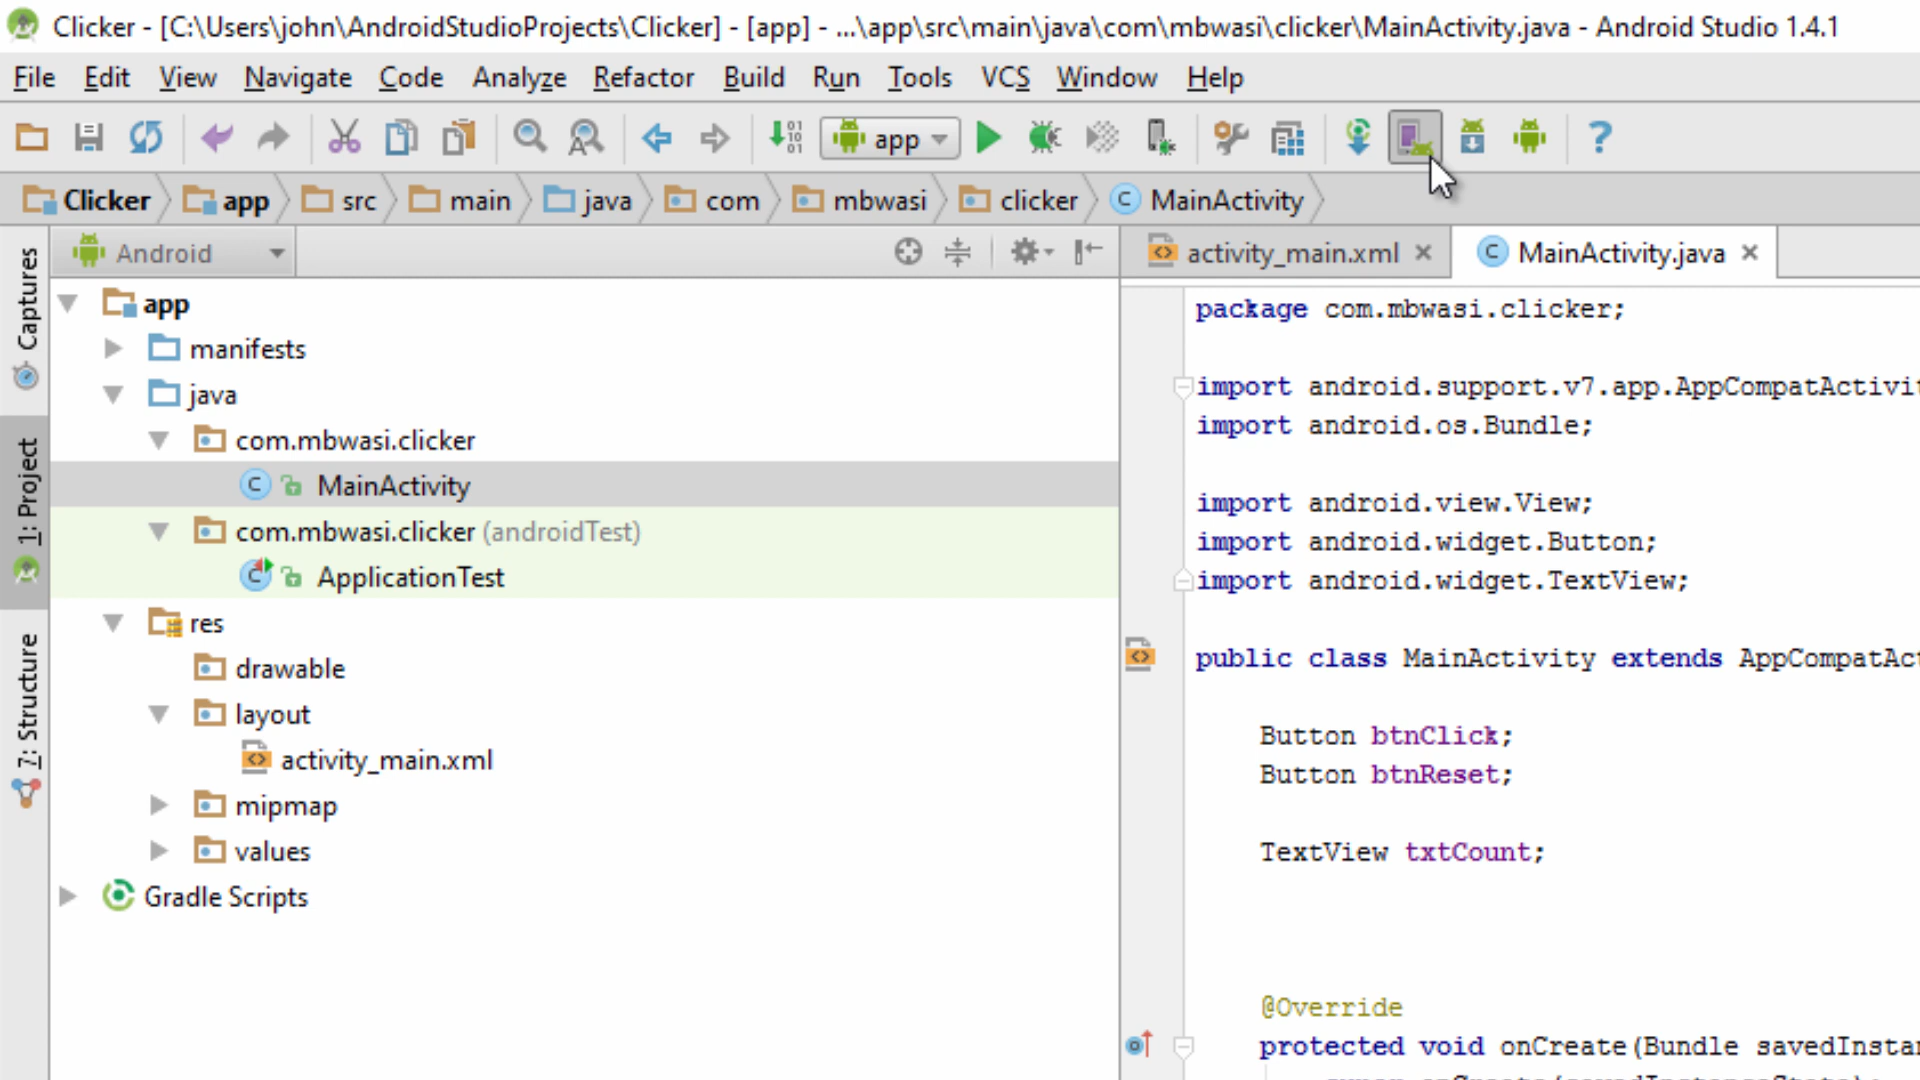 Clicker - [C:\Users\john\AndroidStudioProjects\Clicker] - [app] - ...\app\src\main\java\com\mbwasi\clicker\MainActivity.java - Android Studio 1.4.1
File Edit View Navigate Code Analyze Refactor Build Run Tools VCS Window Help
app
Clicker app src main java com mbwasi clicker MainActivity
Captures
1: Project
7: Structure
Android
app
manifests
java
com.mbwasi.clicker
MainActivity
com.mbwasi.clicker (androidTest)
ApplicationTest
res
drawable
layout
activity_main.xml
mipmap
values
Gradle Scripts
activity_main.xml MainActivity.java
package com.mbwasi.clicker;
import android.support.v7.app.AppCompatActivit
import android.os.Bundle;
import android.view.View;
import android.widget.Button;
import android.widget.TextView;
public class MainActivity extends AppCompatAct
Button btnClick;
Button btnReset;
TextView txtCount;
@Override
protected void onCreate(Bundle savedInstan